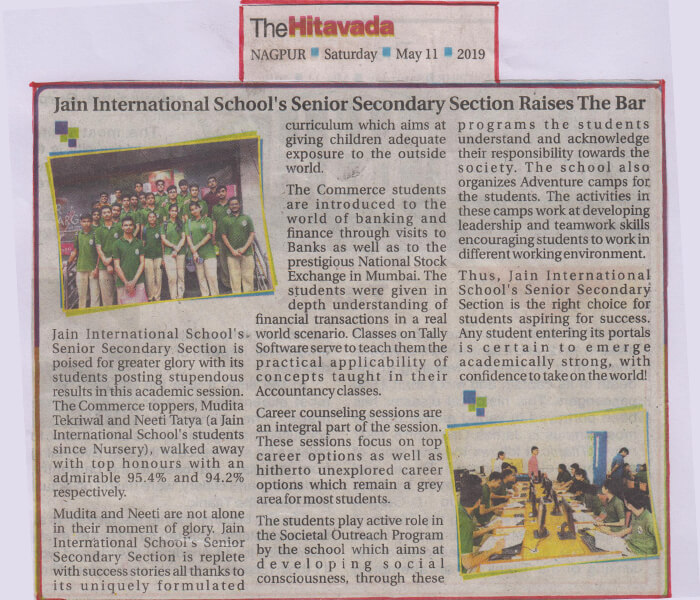 TheHitavada
NAGPUR ■ Saturday ■ May 11 ■ 2019
Jain International School's Senior Secondary Section Raises The Bar
Jain International School's
Senior Secondary Section is
poised for greater glory with its
students posting stupendous
results in this academic session.
The Commerce toppers, Mudita
Tekriwal and Neeti Tatya (a Jain
International School's students
since Nursery), walked away
with top honours with an
admirable 95.4% and 94.2%
respectively.
Mudita and Neeti are not alone
in their moment of glory. Jain
International School's Senior
Secondary Section is replete
with success stories all thanks to
its uniquely formulated
curriculum which aims at
giving children adequate
exposure to the outside
world.
The Commerce students
are introduced to the
world of banking and
finance through visits to
Banks as well as to the
prestigious National Stock
Exchange in Mumbai. The
students were given in
depth understanding of
financial transactions in a real
world scenario. Classes on Tally
Software serve to teach them the
practical applicability of
concepts taught in their
Accountancy classes.
Career counseling sessions are
an integral part of the session.
These sessions focus on top
career options as well as
hitherto unexplored career
options which remain a grey
area for most students.
The students play active role in
the Societal Outreach Program
by the school which aims at
developing social
consciousness, through these
programs the students
understand and acknowledge
their responsibility towards the
society. The school also
organizes Adventure camps for
the students. The activities in
these camps work at developing
leadership and teamwork skills
encouraging students to work in
different working environment.
Thus, Jain International
School's Senior Secondary
Section is the right choice for
students aspiring for success.
Any student entering its portals
is certain to emerge
academically strong, with
confidence to take on the world!